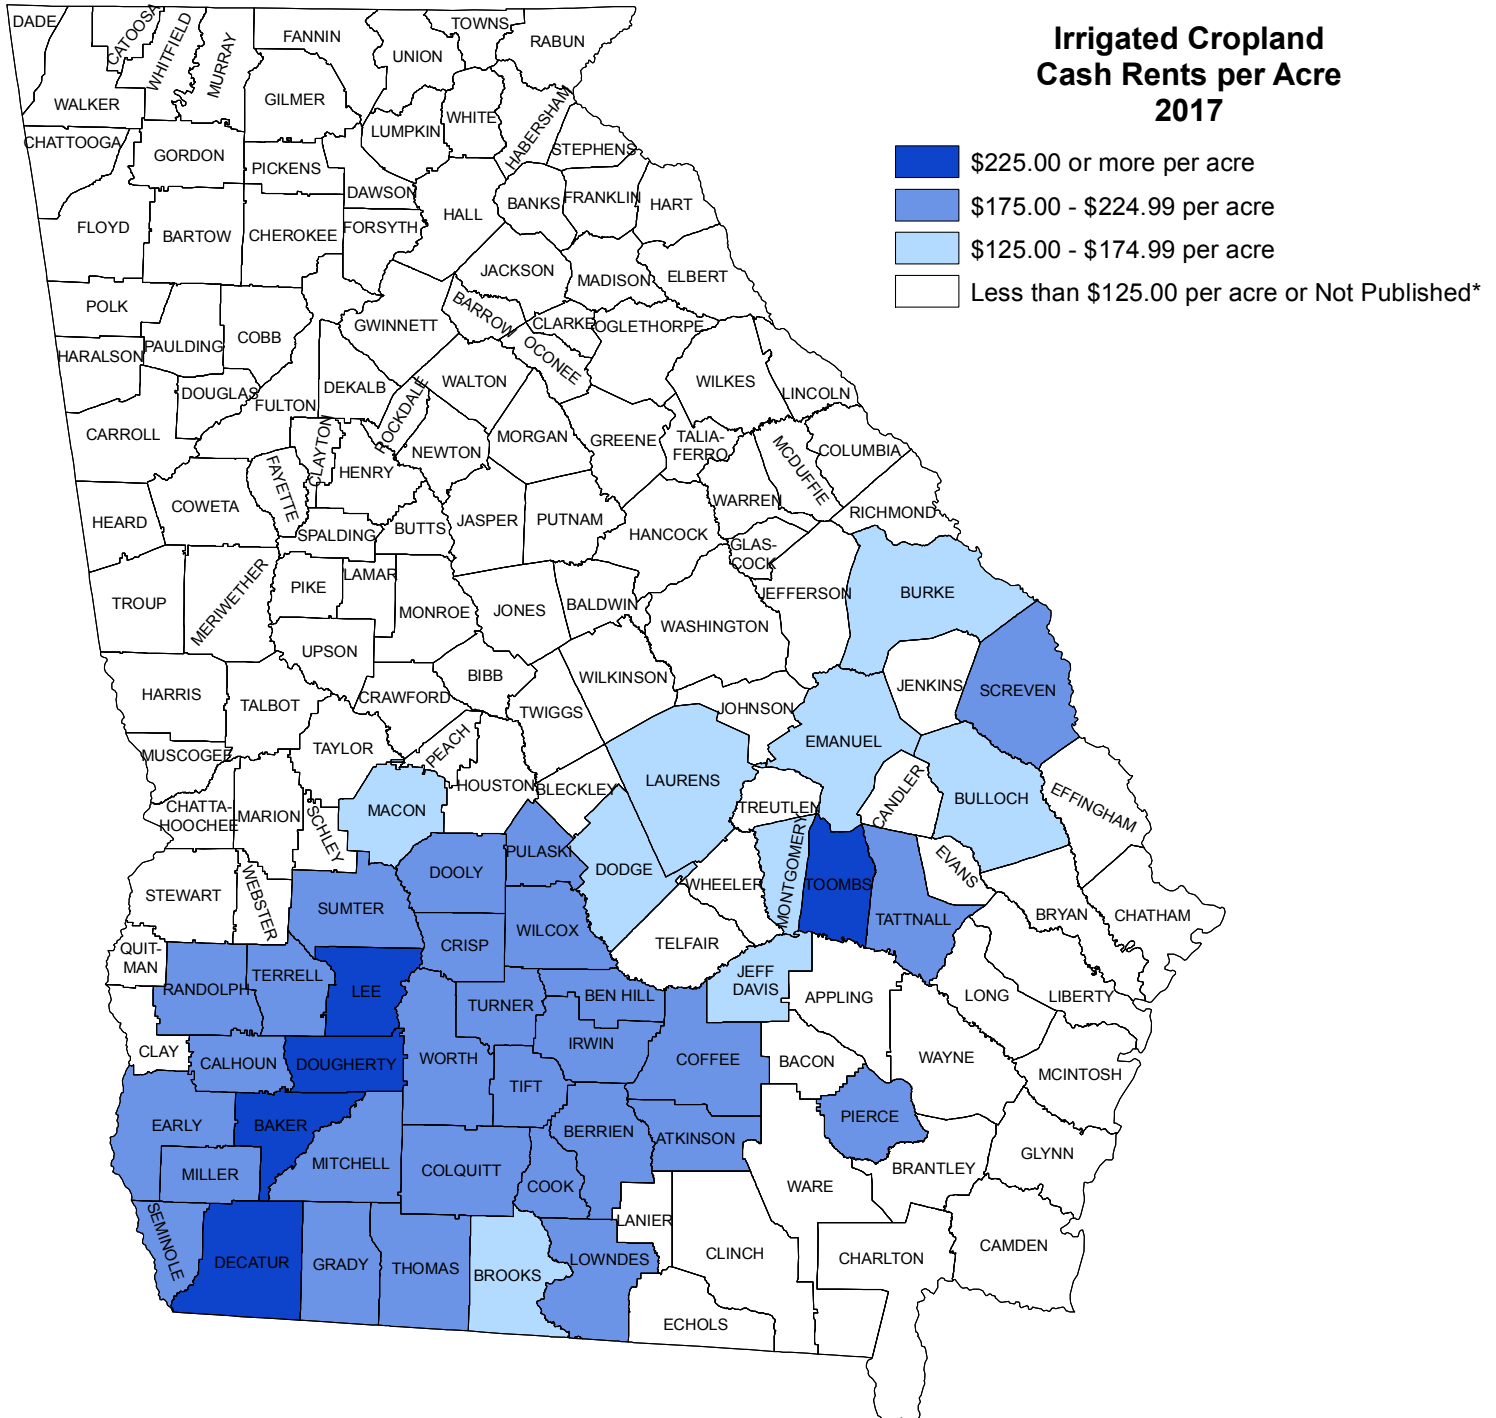 Irrigated Cropland
Cash Rents per Acre
2017
$225.00 or more per acre
$175.00 - $224.99 per acre
$125.00 - $174.99 per acre
Less than $125.00 per acre or Not Published*
DADE
CATOOSA
WHITFIELD
MURRAY
FANNIN
UNION
TOWNS
RABUN
WALKER
GILMER
LUMPKIN
WHITE
HABERSHAM
STEPHENS
CHATTOOGA
GORDON
PICKENS
DAWSON
HALL
BANKS
FRANKLIN
HART
FLOYD
BARTOW
CHEROKEE
FORSYTH
JACKSON
MADISON
ELBERT
POLK
PAULDING
COBB
GWINNETT
BARROW
CLARKE
OGLETHORPE
OCONEE
HARALSON
DOUGLAS
FULTON
DEKALB
ROCKDALE
WALTON
WILKES
LINCOLN
CARROLL
CLAYTON
HENRY
NEWTON
MORGAN
GREENE
TALIA-
FERRO
MCDUFFIE
COLUMBIA
HEARD
COWETA
FAYETTE
SPALDING
BUTTS
JASPER
PUTNAM
HANCOCK
WARREN
RICHMOND
GLAS-
COCK
TROUP
MERIWETHER
PIKE
LAMAR
MONROE
JONES
BALDWIN
WASHINGTON
JEFFERSON
BURKE
UPSON
HARRIS
TALBOT
CRAWFORD
BIBB
TWIGGS
WILKINSON
JOHNSON
JENKINS
SCREVEN
MUSCOGEE
TAYLOR
PEACH
HOUSTON
BLECKLEY
LAURENS
EMANUEL
CHATTA-
HOOCHEE
MARION
SCHLEY
MACON
TREUTLEN
CANDLER
BULLOCH
EFFINGHAM
STEWART
WEBSTER
SUMTER
DOOLY
PULASKI
DODGE
WHEELER
MONTGOMERY
TOOMBS
TATTNALL
EVANS
BRYAN
CHATHAM
QUIT-
MAN
RANDOLPH
TERRELL
LEE
CRISP
WILCOX
TELFAIR
JEFF
DAVIS
APPLING
LONG
LIBERTY
TURNER
BEN HILL
CLAY
CALHOUN
DOUGHERTY
WORTH
IRWIN
COFFEE
BACON
WAYNE
MCINTOSH
TIFT
EARLY
BAKER
MILLER
MITCHELL
COLQUITT
COOK
BERRIEN
ATKINSON
PIERCE
BRANTLEY
GLYNN
WARE
SEMINOLE
DECATUR
GRADY
THOMAS
BROOKS
LOWNDES
LANIER
CLINCH
CHARLTON
CAMDEN
ECHOLS